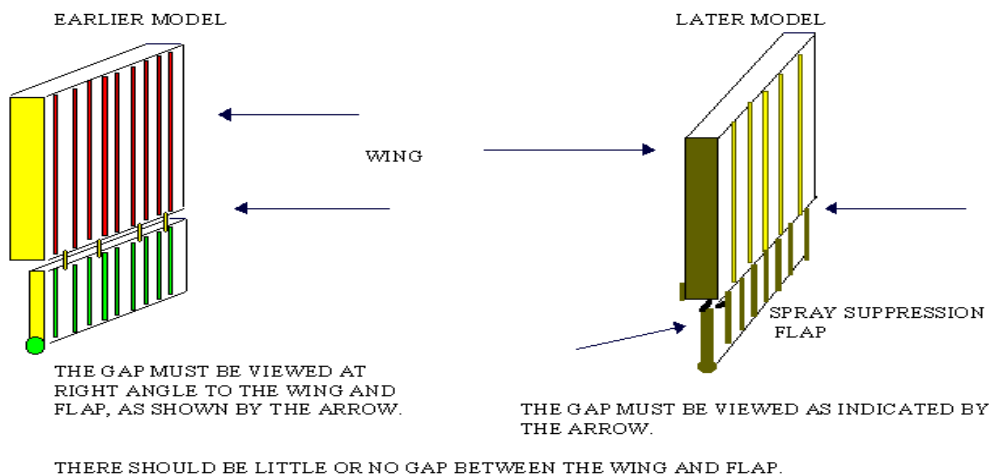 EARLIER MODEL
LATER MODEL
WING
SPRAY SUPPRESSION
FLAP
THE GAP MUST BE VIEWED AT
RIGHT ANGLE TO THE WING AND
FLAP, AS SHOWN BY THE ARROW.
THE GAP MUST BE VIEWED AS INDICATED BY
THE ARROW.
THERE SHOULD BE LITTLE OR NO GAP BETWEEN THE WING AND FLAP.